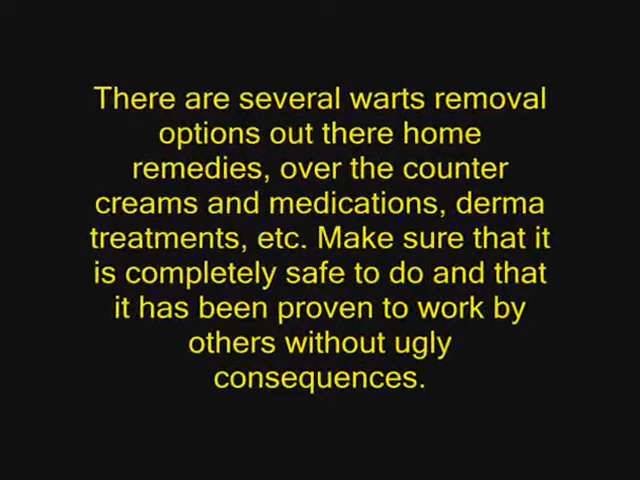 There are several warts removal
options out there home
remedies, over the counter
creams and medications, derma
treatments, etc. Make sure that it
is completely safe to do and that
it has been proven to work by
others without ugly
consequences.